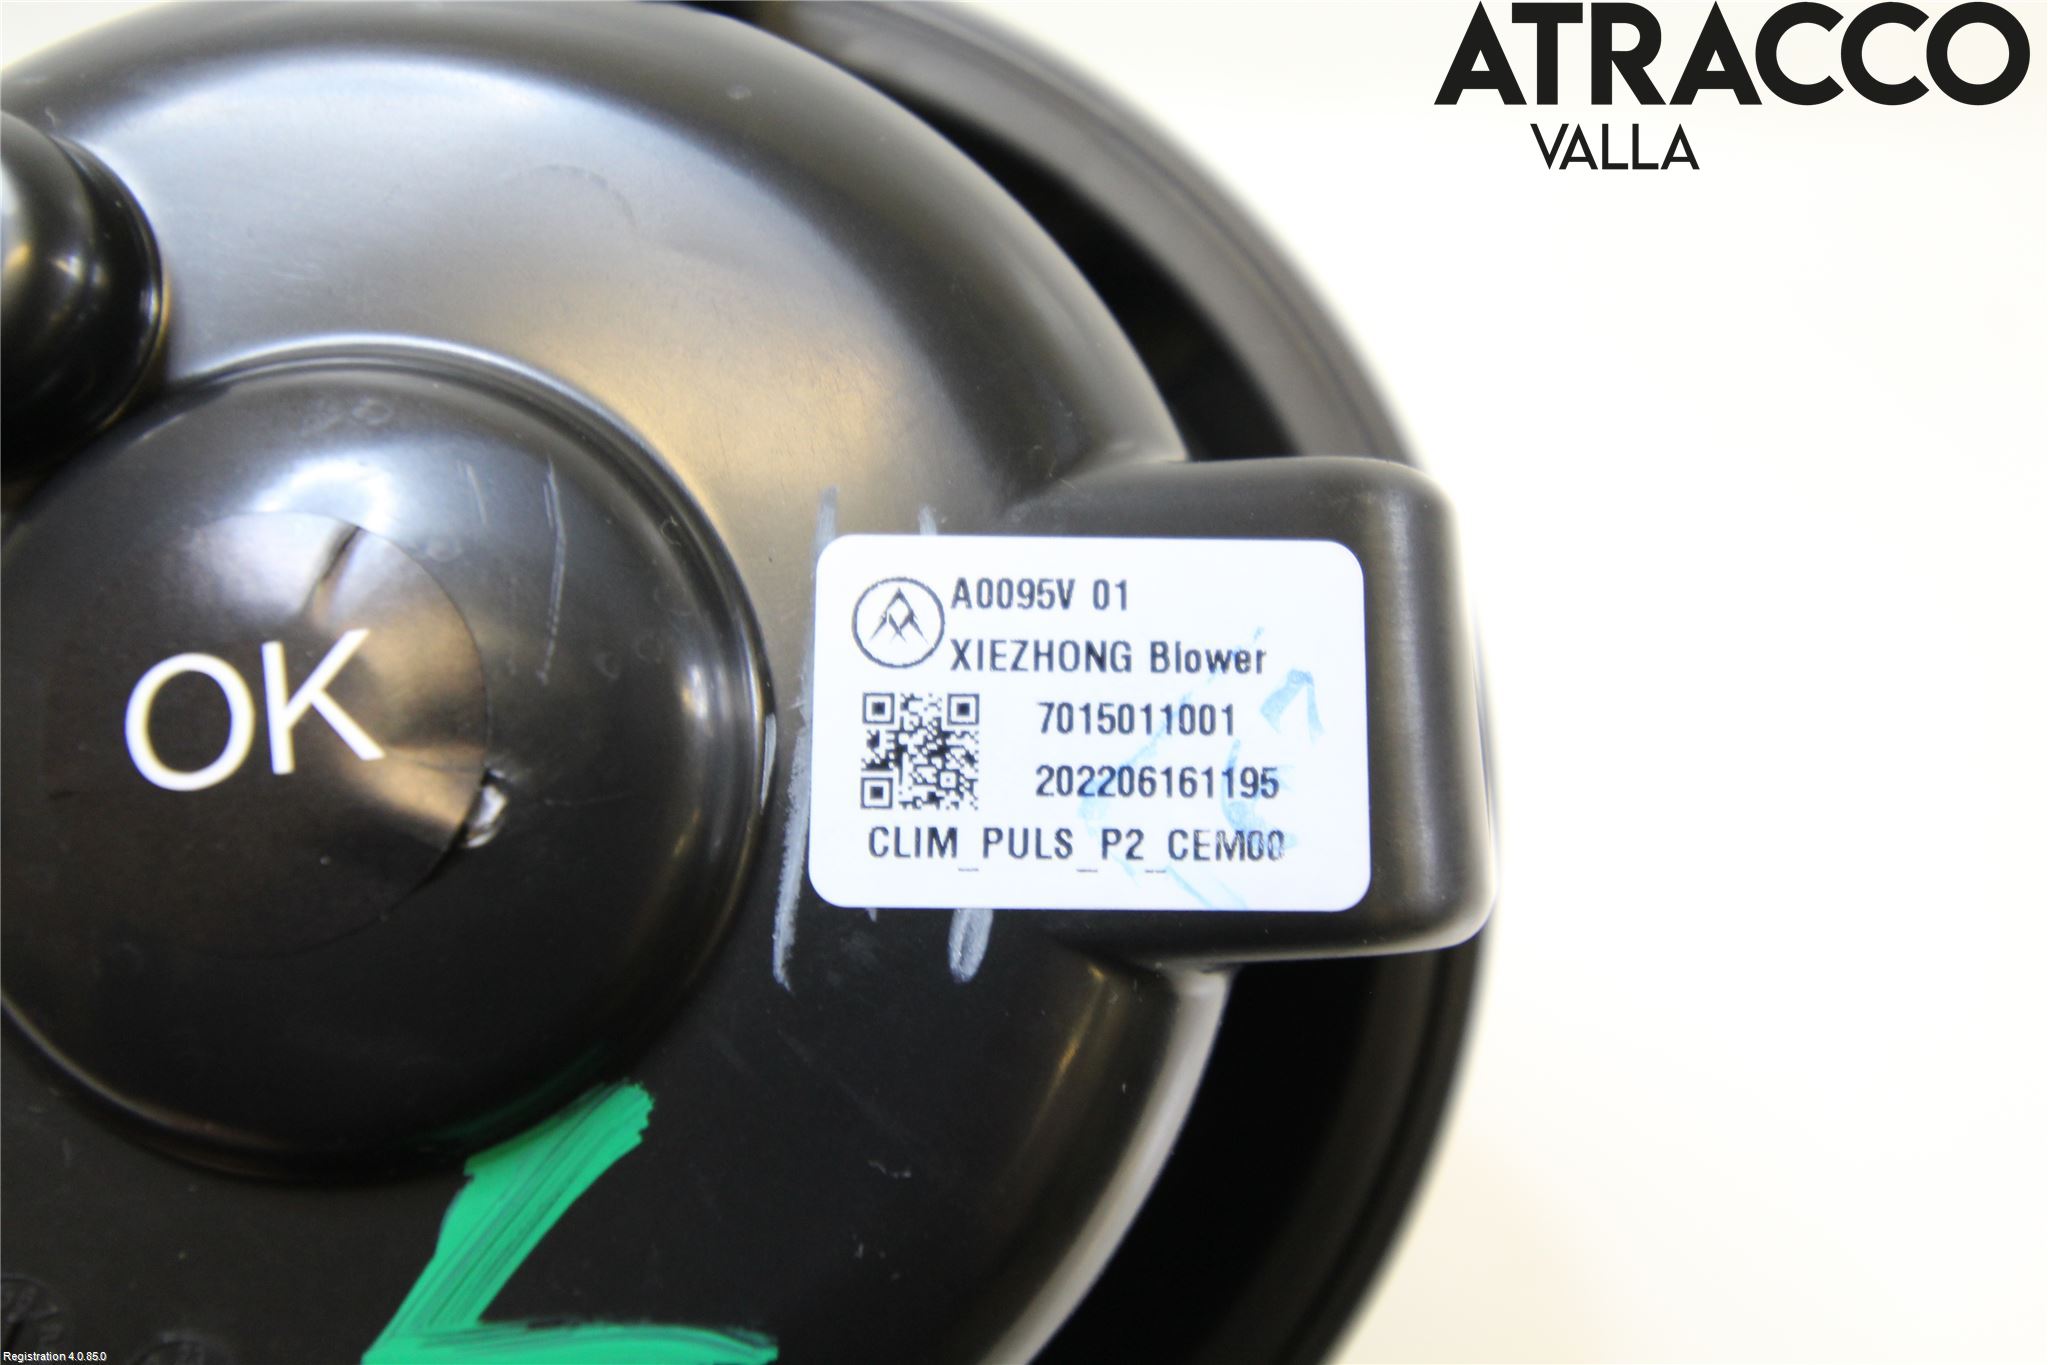 ATRACCO
VALLA
A0095V 01
XIEZHONG Blower
7015011001
202206161195
CLIM_PULS_P2_CEM00
OK
Registration 4.0.85.0